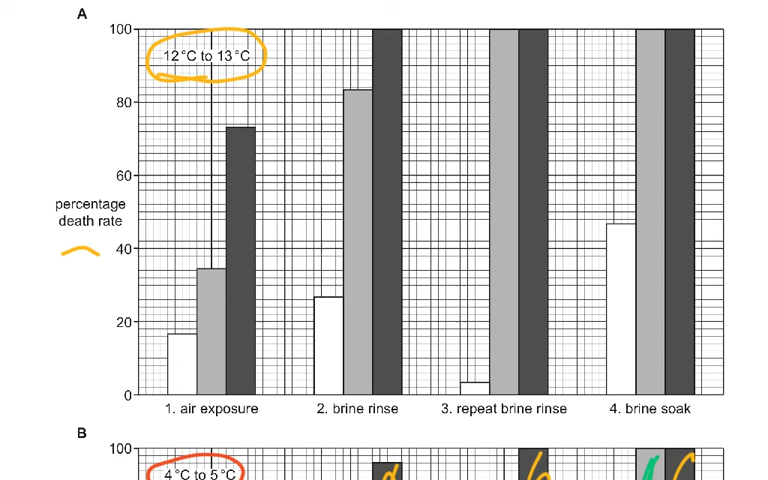 A
100
12 °C to 13 °C
80
60
percentage
death rate
40
20
0
1. air exposure 2. brine rinse 3. repeat brine rinse 4. brine soak
B
100
4 °C to 5 °C